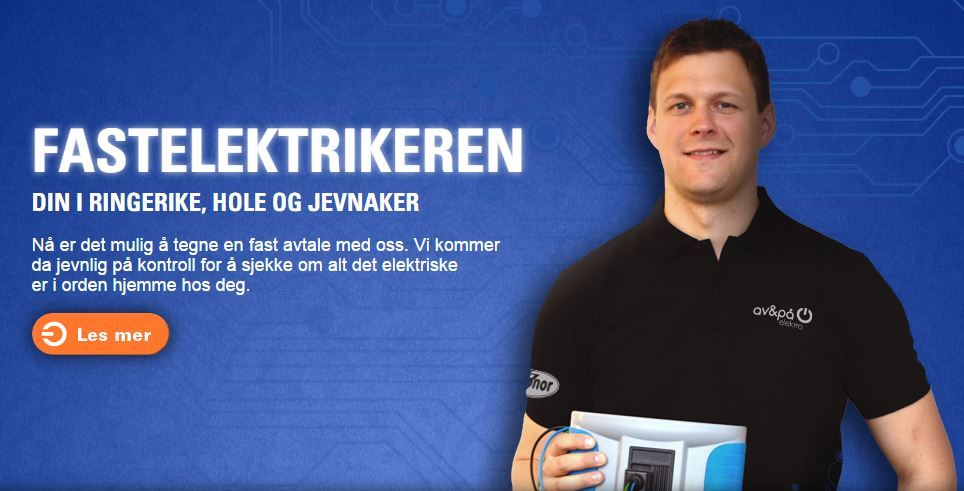 FASTELEKTRIKEREN
DIN I RINGERIKE, HOLE OG JEVNAKER
Nå er det mulig å tegne en fast avtale med oss. Vi kommer
da jevnlig på kontroll for å sjekke om alt det elektriske
er i orden hjemme hos deg.
Les mer
av&på
elektro